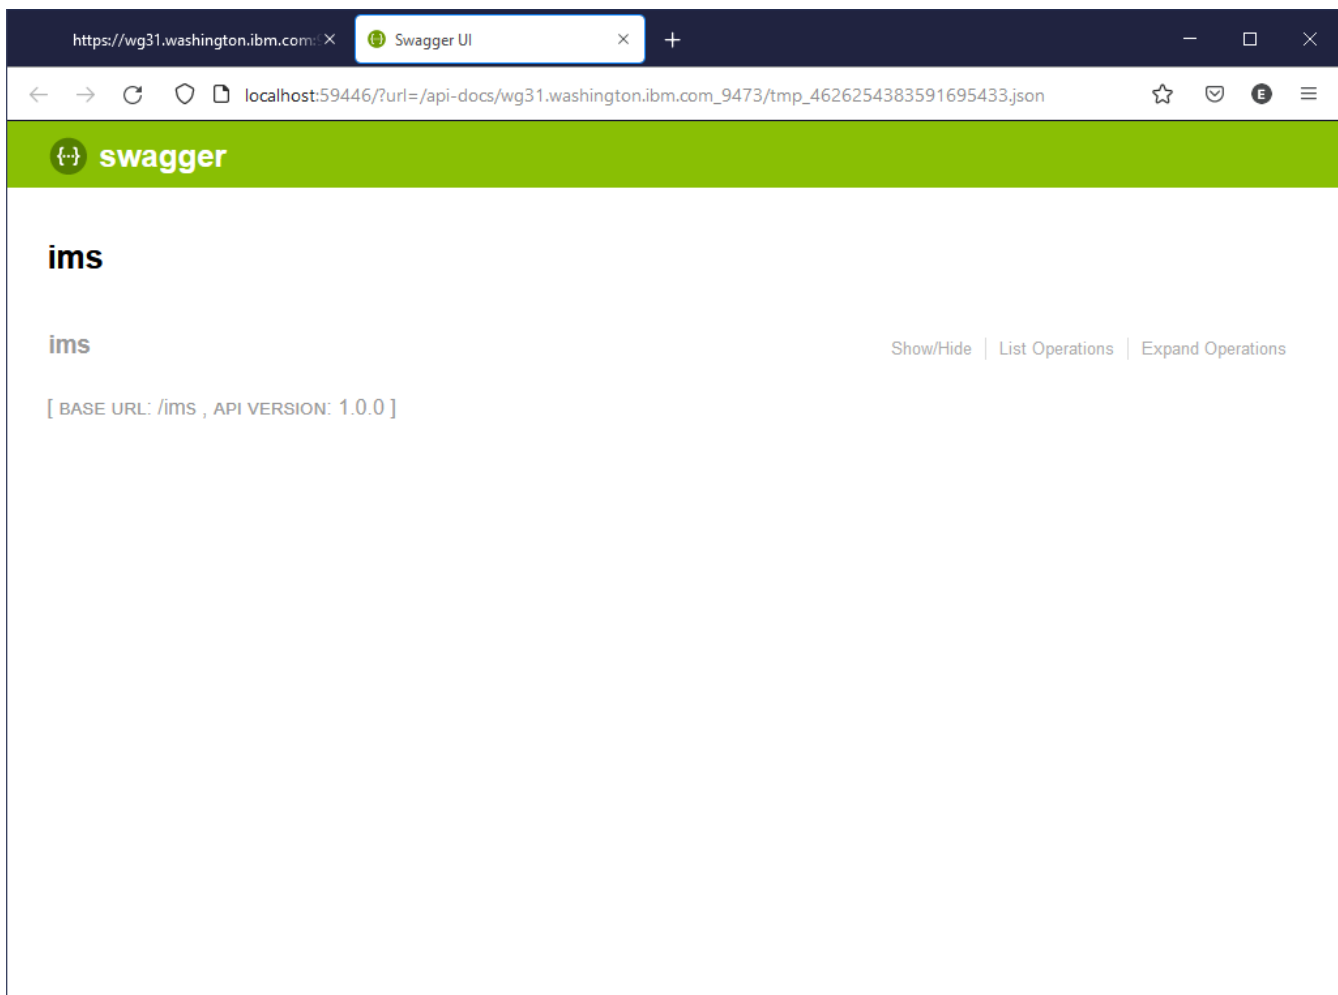 https://wg31.washington.ibm.com:
Swagger UI
localhost:59446/?url=/api-docs/wg31.washington.ibm.com_9473/tmp_4626254383591695433.json
E
{··} swagger
ims
ims
Show/Hide | List Operations | Expand Operations
[ BASE URL: /ims , API VERSION: 1.0.0 ]